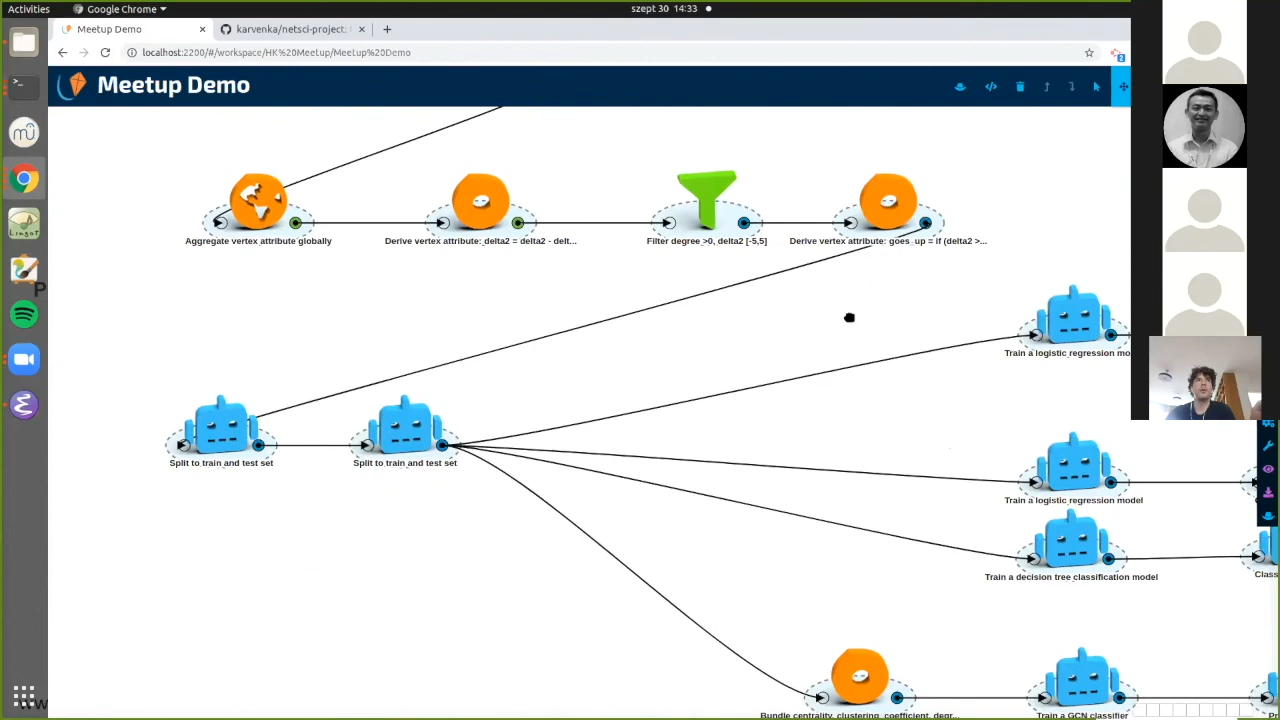 Activities
Google Chrome
szept 30 14:33
Meetup Demo
karvenka/netsci-project:
localhost:2200/#/workspace/HK%20Meetup/Meetup%20Demo
2
Meetup Demo
Aggregate vertex attribute globally
Derive vertex attribute: delta2 = delta2 - delt...
Filter degree >0, delta2 [-5,5]
Derive vertex attribute: goes_up = if (delta2 >...
Train a logistic regression mo
Split to train and test set
Split to train and test set
Train a logistic regression model
Train a decision tree classification model
Class
Bundle centrality, clustering_coefficient, degr...
Train a GCN classifier